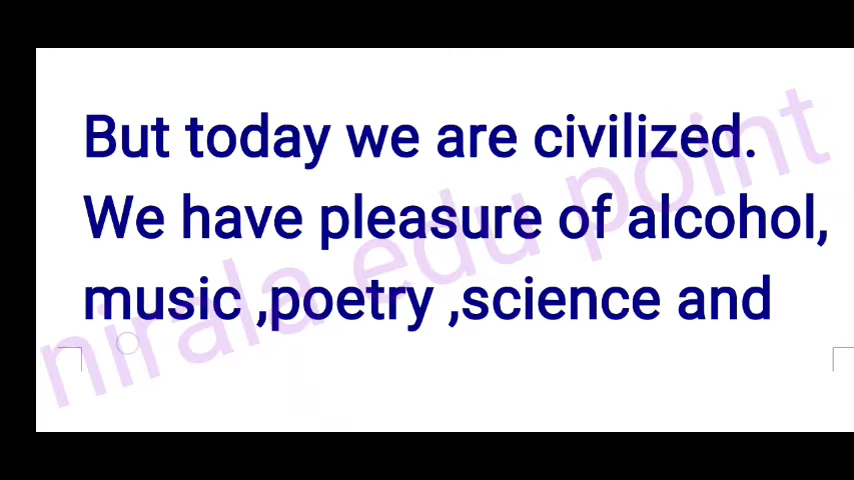 But today we are civilized.
We have pleasure of alcohol,
music ,poetry ,science and
nirala edu point